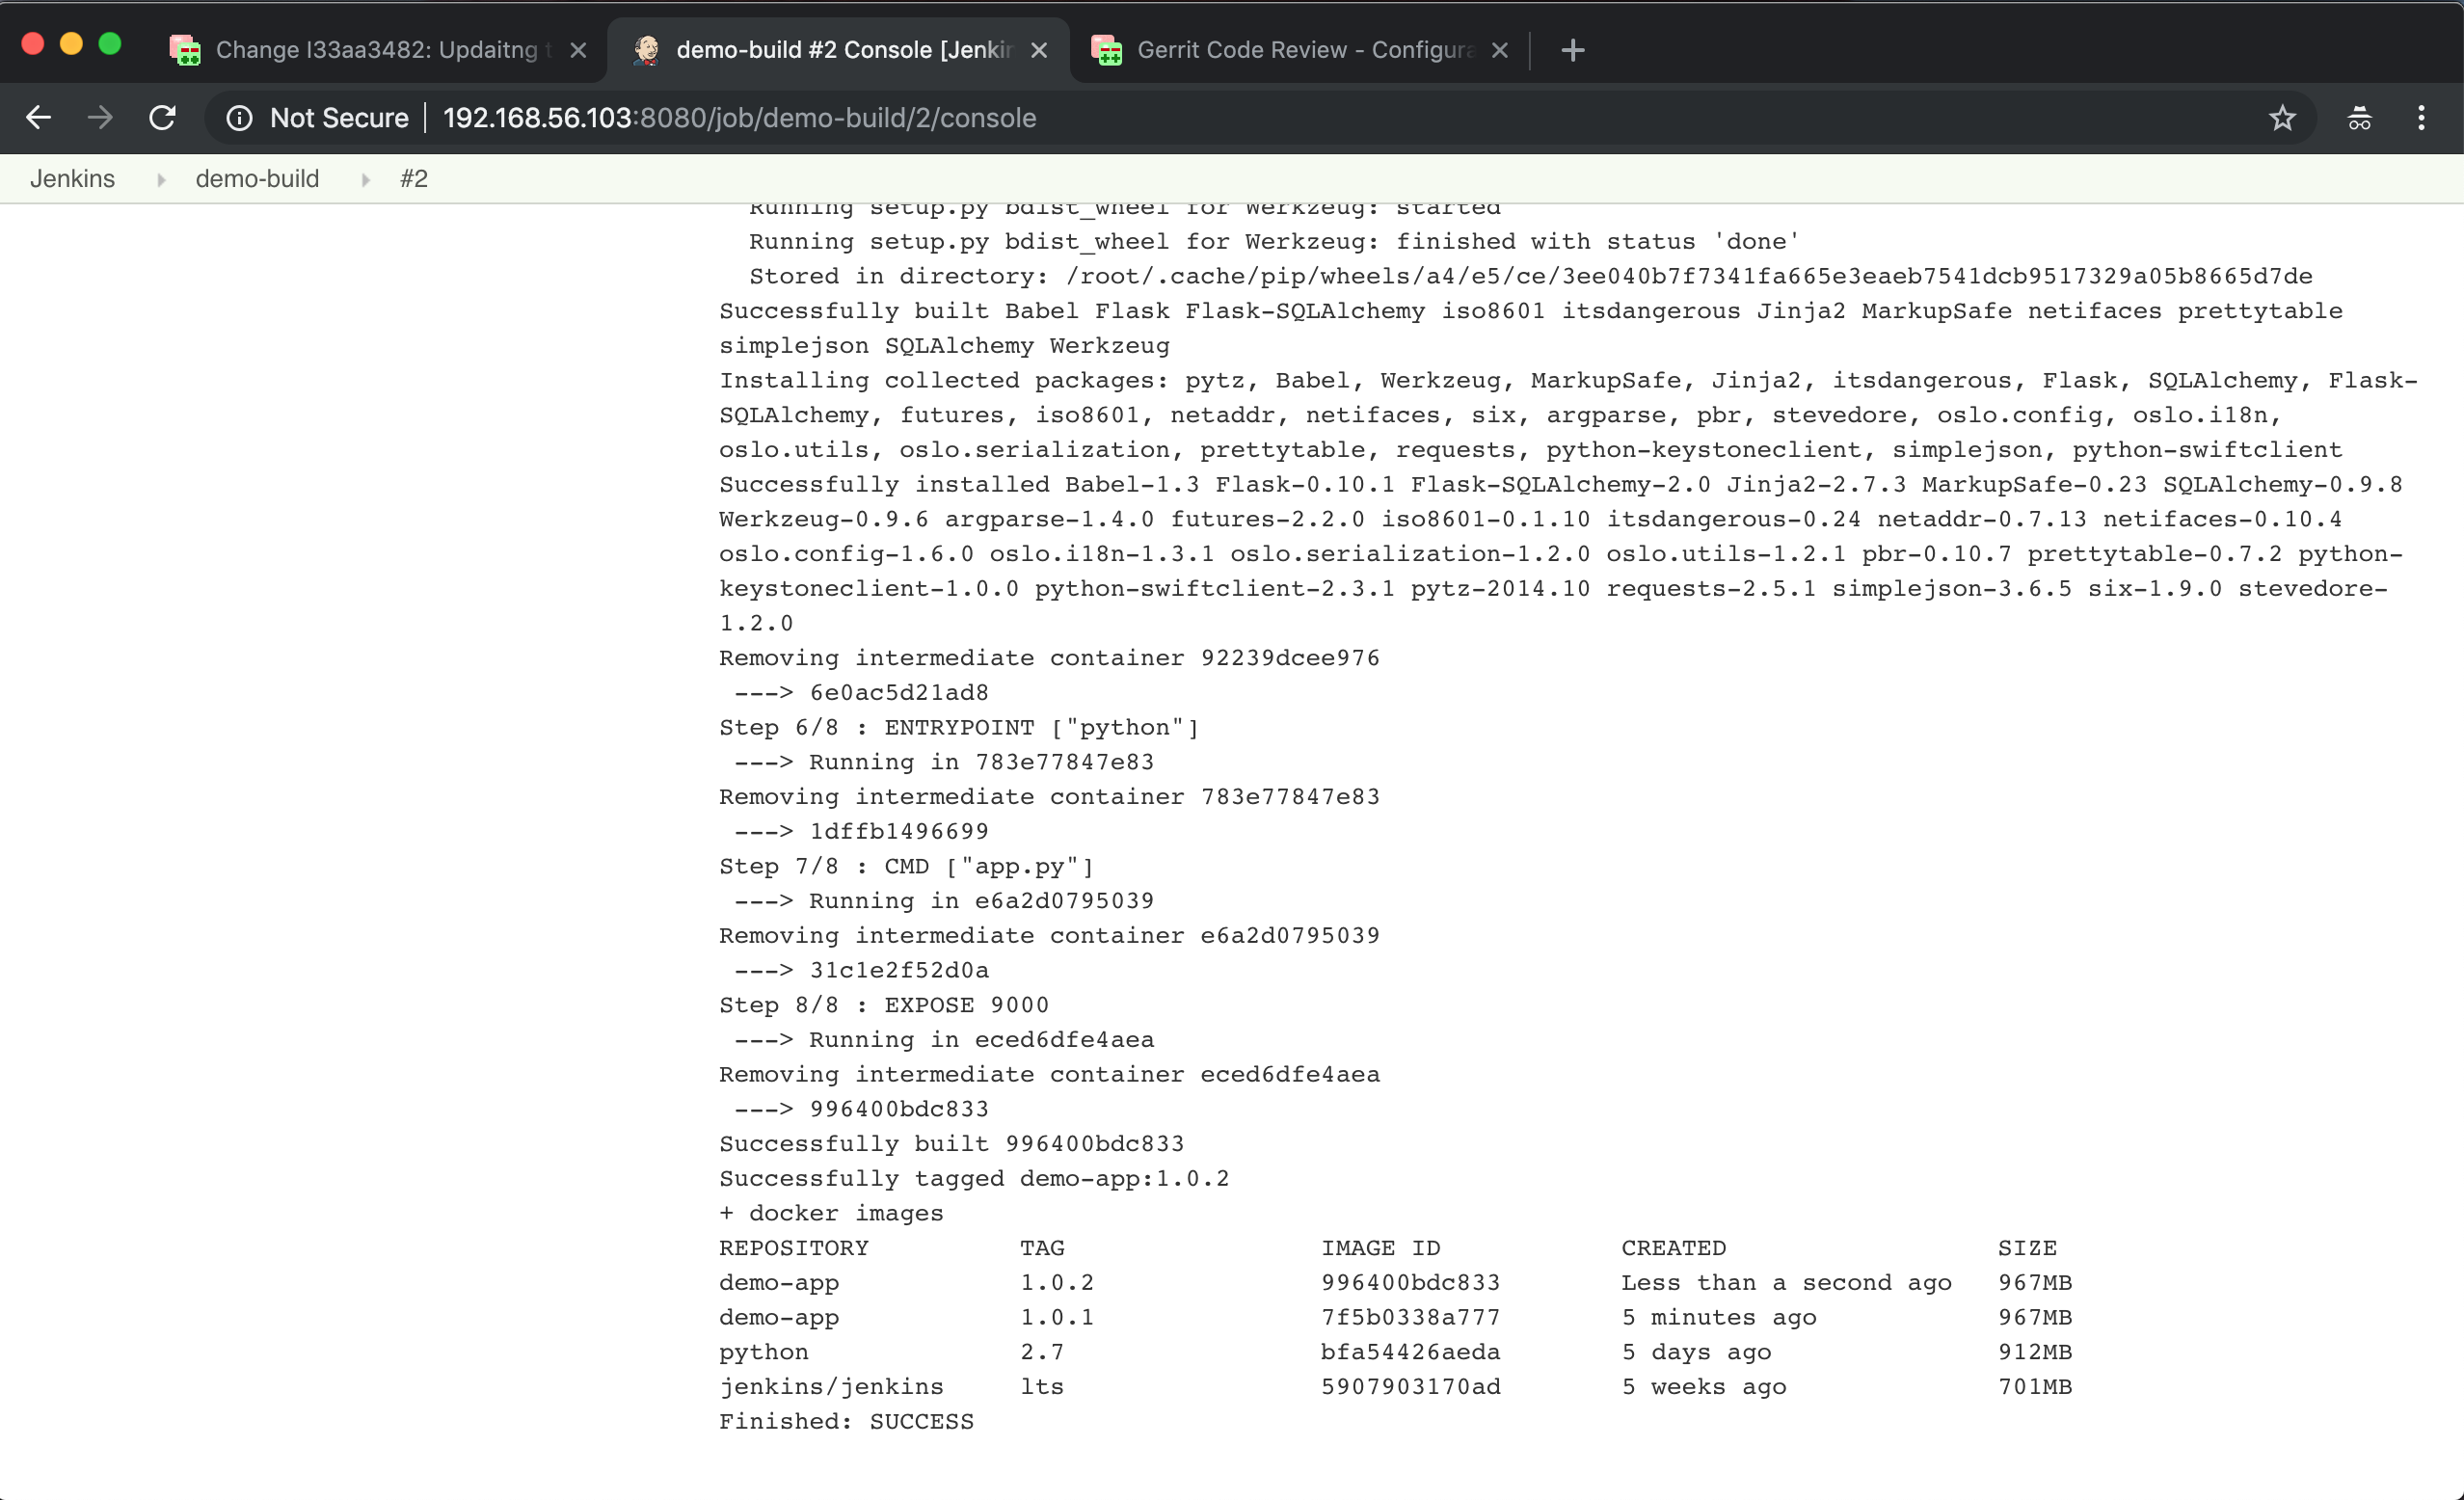 Change I33aa3482: Updaitng t
demo-build #2 Console [Jenkin
Gerrit Code Review - Configura
Not Secure | 192.168.56.103:8080/job/demo-build/2/console
Jenkins demo-build #2
Running setup.py bdist_wheel for Werkzeug: started
Running setup.py bdist_wheel for Werkzeug: finished with status 'done'
Stored in directory: /root/.cache/pip/wheels/a4/e5/ce/3ee040b7f7341fa665e3eaeb7541dcb9517329a05b8665d7de
Successfully built Babel Flask Flask-SQLAlchemy iso8601 itsdangerous Jinja2 MarkupSafe netifaces prettytable
simplejson SQLAlchemy Werkzeug
Installing collected packages: pytz, Babel, Werkzeug, MarkupSafe, Jinja2, itsdangerous, Flask, SQLAlchemy, Flask-
SQLAlchemy, futures, iso8601, netaddr, netifaces, six, argparse, pbr, stevedore, oslo.config, oslo.i18n,
oslo.utils, oslo.serialization, prettytable, requests, python-keystoneclient, simplejson, python-swiftclient
Successfully installed Babel-1.3 Flask-0.10.1 Flask-SQLAlchemy-2.0 Jinja2-2.7.3 MarkupSafe-0.23 SQLAlchemy-0.9.8
Werkzeug-0.9.6 argparse-1.4.0 futures-2.2.0 iso8601-0.1.10 itsdangerous-0.24 netaddr-0.7.13 netifaces-0.10.4
oslo.config-1.6.0 oslo.i18n-1.3.1 oslo.serialization-1.2.0 oslo.utils-1.2.1 pbr-0.10.7 prettytable-0.7.2 python-
keystoneclient-1.0.0 python-swiftclient-2.3.1 pytz-2014.10 requests-2.5.1 simplejson-3.6.5 six-1.9.0 stevedore-
1.2.0
Removing intermediate container 92239dcee976
---> 6e0ac5d21ad8
Step 6/8 : ENTRYPOINT ["python"]
---> Running in 783e77847e83
Removing intermediate container 783e77847e83
---> 1dffb1496699
Step 7/8 : CMD ["app.py"]
---> Running in e6a2d0795039
Removing intermediate container e6a2d0795039
---> 31c1e2f52d0a
Step 8/8 : EXPOSE 9000
---> Running in eced6dfe4aea
Removing intermediate container eced6dfe4aea
---> 996400bdc833
Successfully built 996400bdc833
Successfully tagged demo-app:1.0.2
+ docker images
REPOSITORY TAG IMAGE ID CREATED SIZE
demo-app 1.0.2 996400bdc833 Less than a second ago 967MB
demo-app 1.0.1 7f5b0338a777 5 minutes ago 967MB
python 2.7 bfa54426aeda 5 days ago 912MB
jenkins/jenkins lts 5907903170ad 5 weeks ago 701MB
Finished: SUCCESS